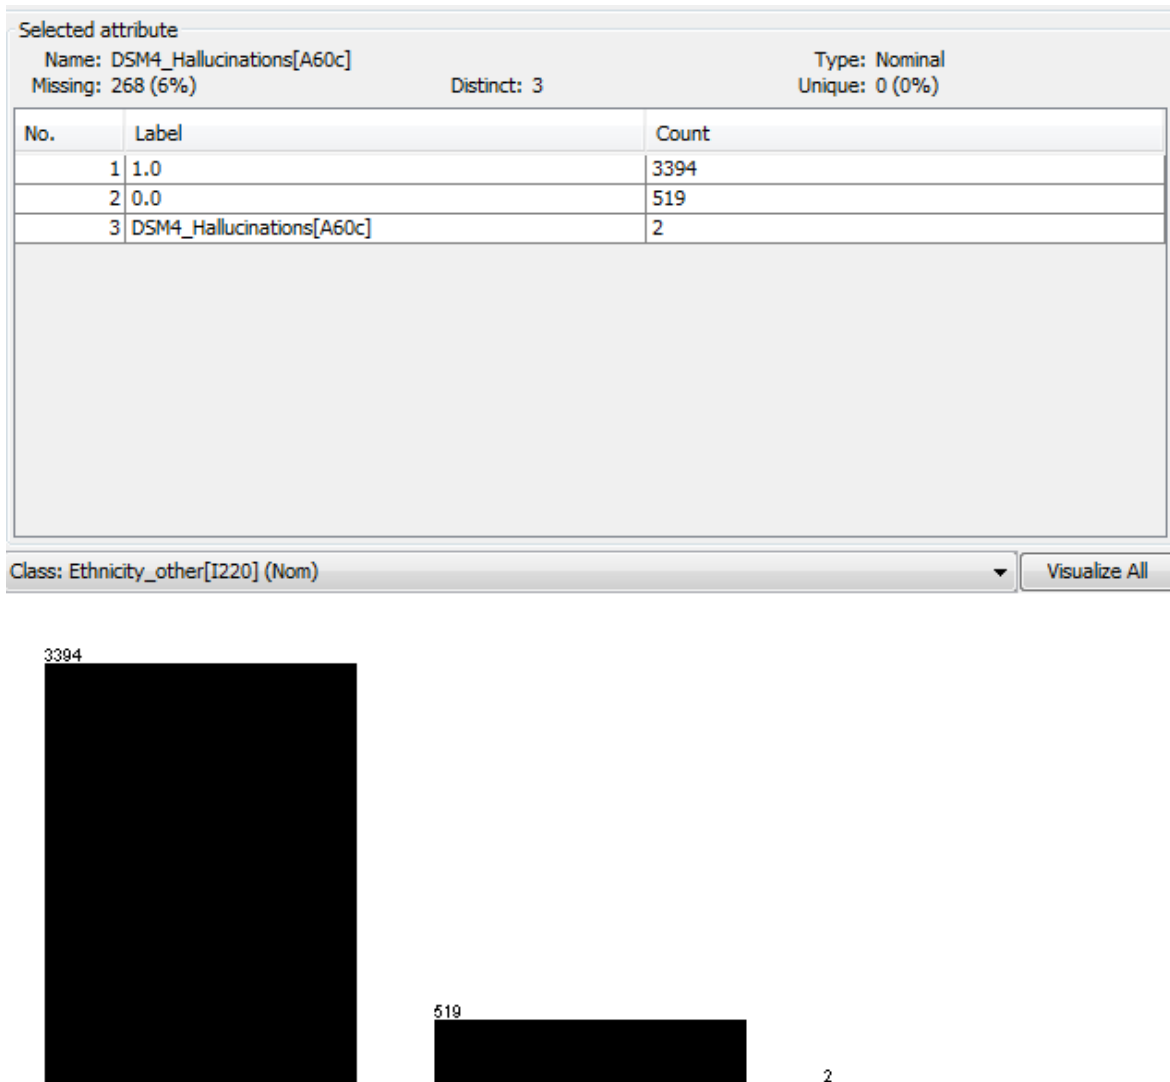 Selected attribute
Name: DSM4_Hallucinations[A60c] Type: Nominal
Missing: 268 (6%) Distinct: 3 Unique: 0 (0%)
No. Label Count
1 1.0 3394
2 0.0 519
3 DSM4_Hallucinations[A60c] 2
Class: Ethnicity_other[I220] (Nom) Visualize All
3394
519
2